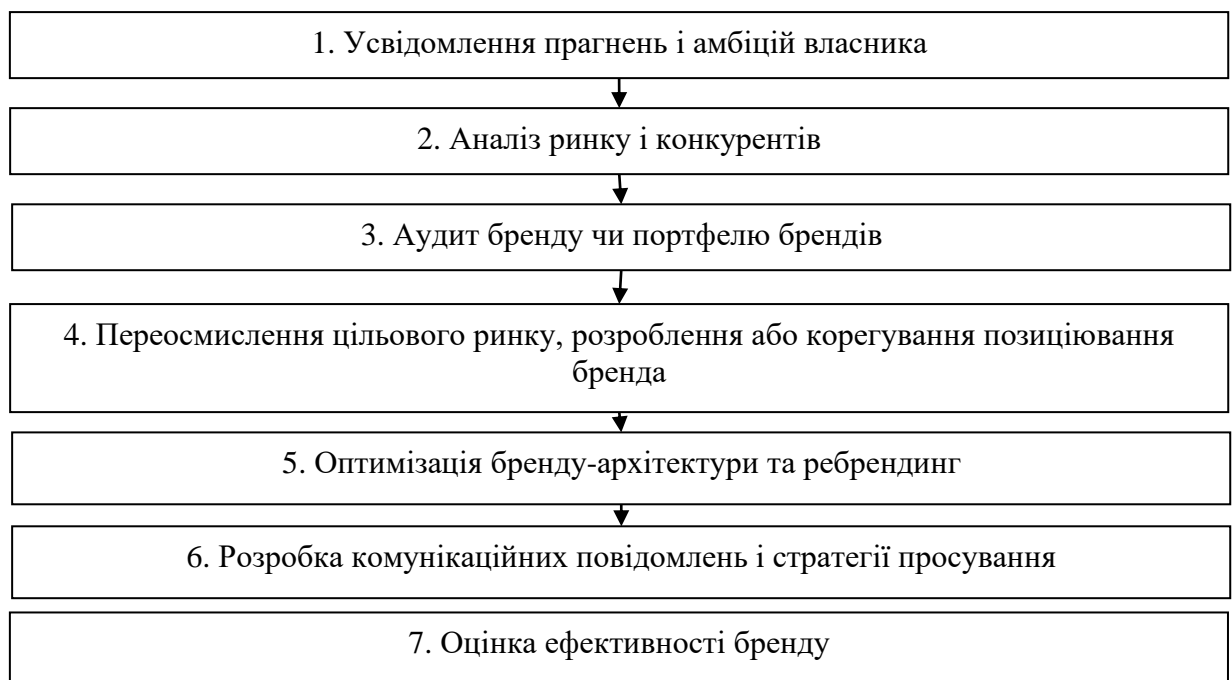 1. Усвідомлення прагнень і амбіцій власника
2. Аналіз ринку і конкурентів
3. Аудит бренду чи портфелю брендів
4. Переосмислення цільового ринку, розроблення або корегування позиціювання
бренда
5. Оптимізація бренду-архітектури та ребрендинг
6. Розробка комунікаційних повідомлень і стратегії просування
7. Оцінка ефективності бренду